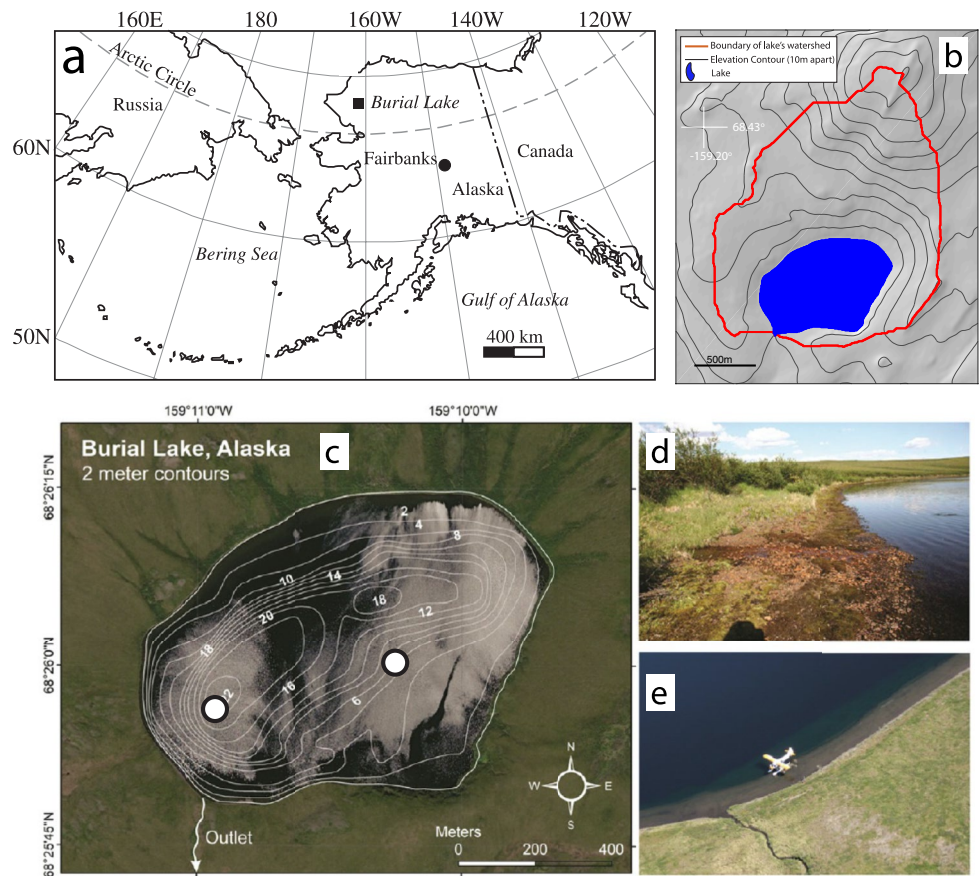 160E 180 160W 140W 120W
a
Arctic Circle
Russia
Burial Lake
60N
Fairbanks
Canada
Alaska
Bering Sea
Gulf of Alaska
50N
400 km
b
Boundary of lake's watershed
Elevation Contour (10m apart)
Lake
68.43°
-159.20°
500m
159°11'0"W 159°10'0"W
Burial Lake, Alaska
2 meter contours
c
68°26'15"N
68°26'0"N
68°25'45"N
2
4
8
10
14
18
12
20
18
16
6
2
N
W E
S
Outlet
Meters
0 200 400
d
e